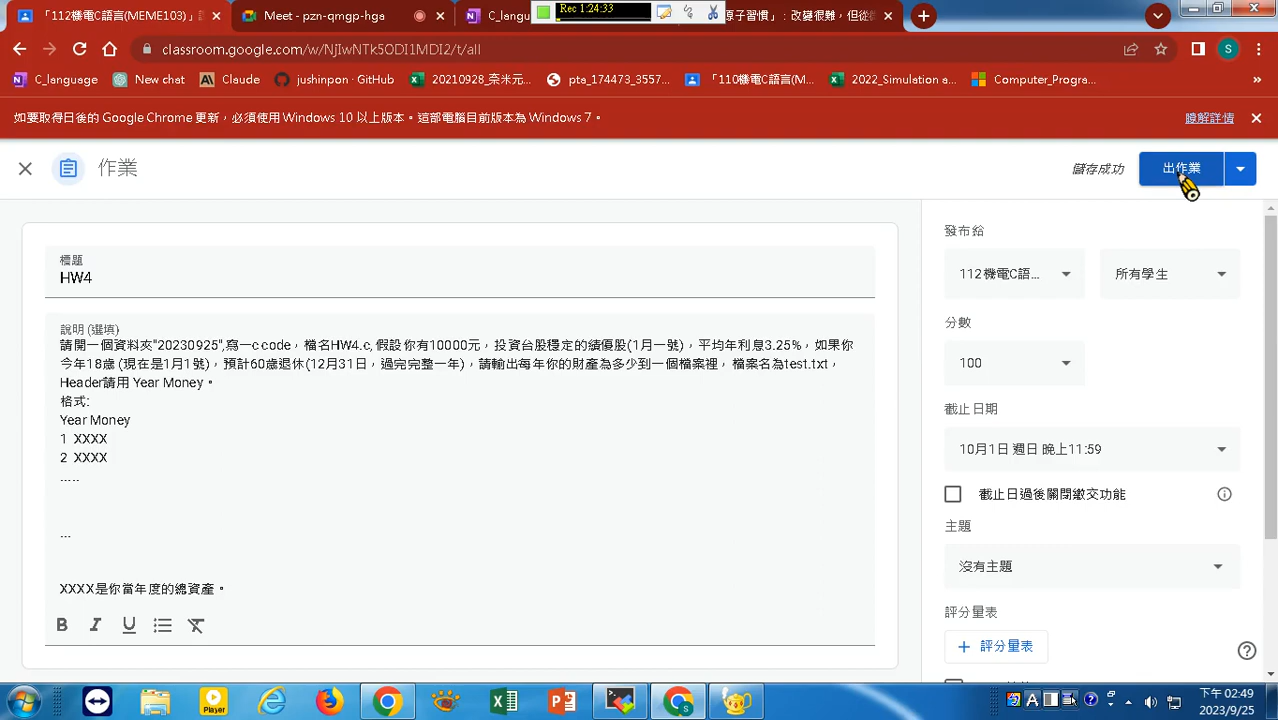 「112機電C語言(MEME103)」
Meet - pzn-qmgp-hga
C_langu
Rec 1:24:33
原子習慣」：改變很難，但從
classroom.google.com/w/NjIwNTk5ODI1MDI2/t/all
S
C_language
New chat
AI
Claude
jushinpon · GitHub
20210928_奈米元...
pta_174473_3557...
「110機電C語言(M...
2022_Simulation a...
Computer_Progra...
如要取得日後的 Google Chrome 更新，必須使用 Windows 10 以上版本。這部電腦目前版本為 Windows 7。
瞭解詳情
作業
儲存成功
出作業
標題
HW4
說明 (選填)
請開一個資料夾"20230925",寫一c-code，檔名HW4.c, 假設你有10000元，投資台股穩定的績優股(1月一號)，平均年利息3.25%，如果你
今年18歲 (現在是1月1號)，預計60歲退休(12月31日，過完完整一年)，請輸出每年你的財產為多少到一個檔案裡，檔案名為test.txt，
Header請用 Year Money。
格式:
Year Money
1 XXXX
2 XXXX
.....
...
XXXX是你當年度的總資產。
B I U
發布給
112機電C語...
所有學生
分數
100
截止日期
10月1日 週日 晚上11:59
截止日過後關閉繳交功能
主題
沒有主題
評分量表
評分量表
Player
下午 02:49
2023/9/25